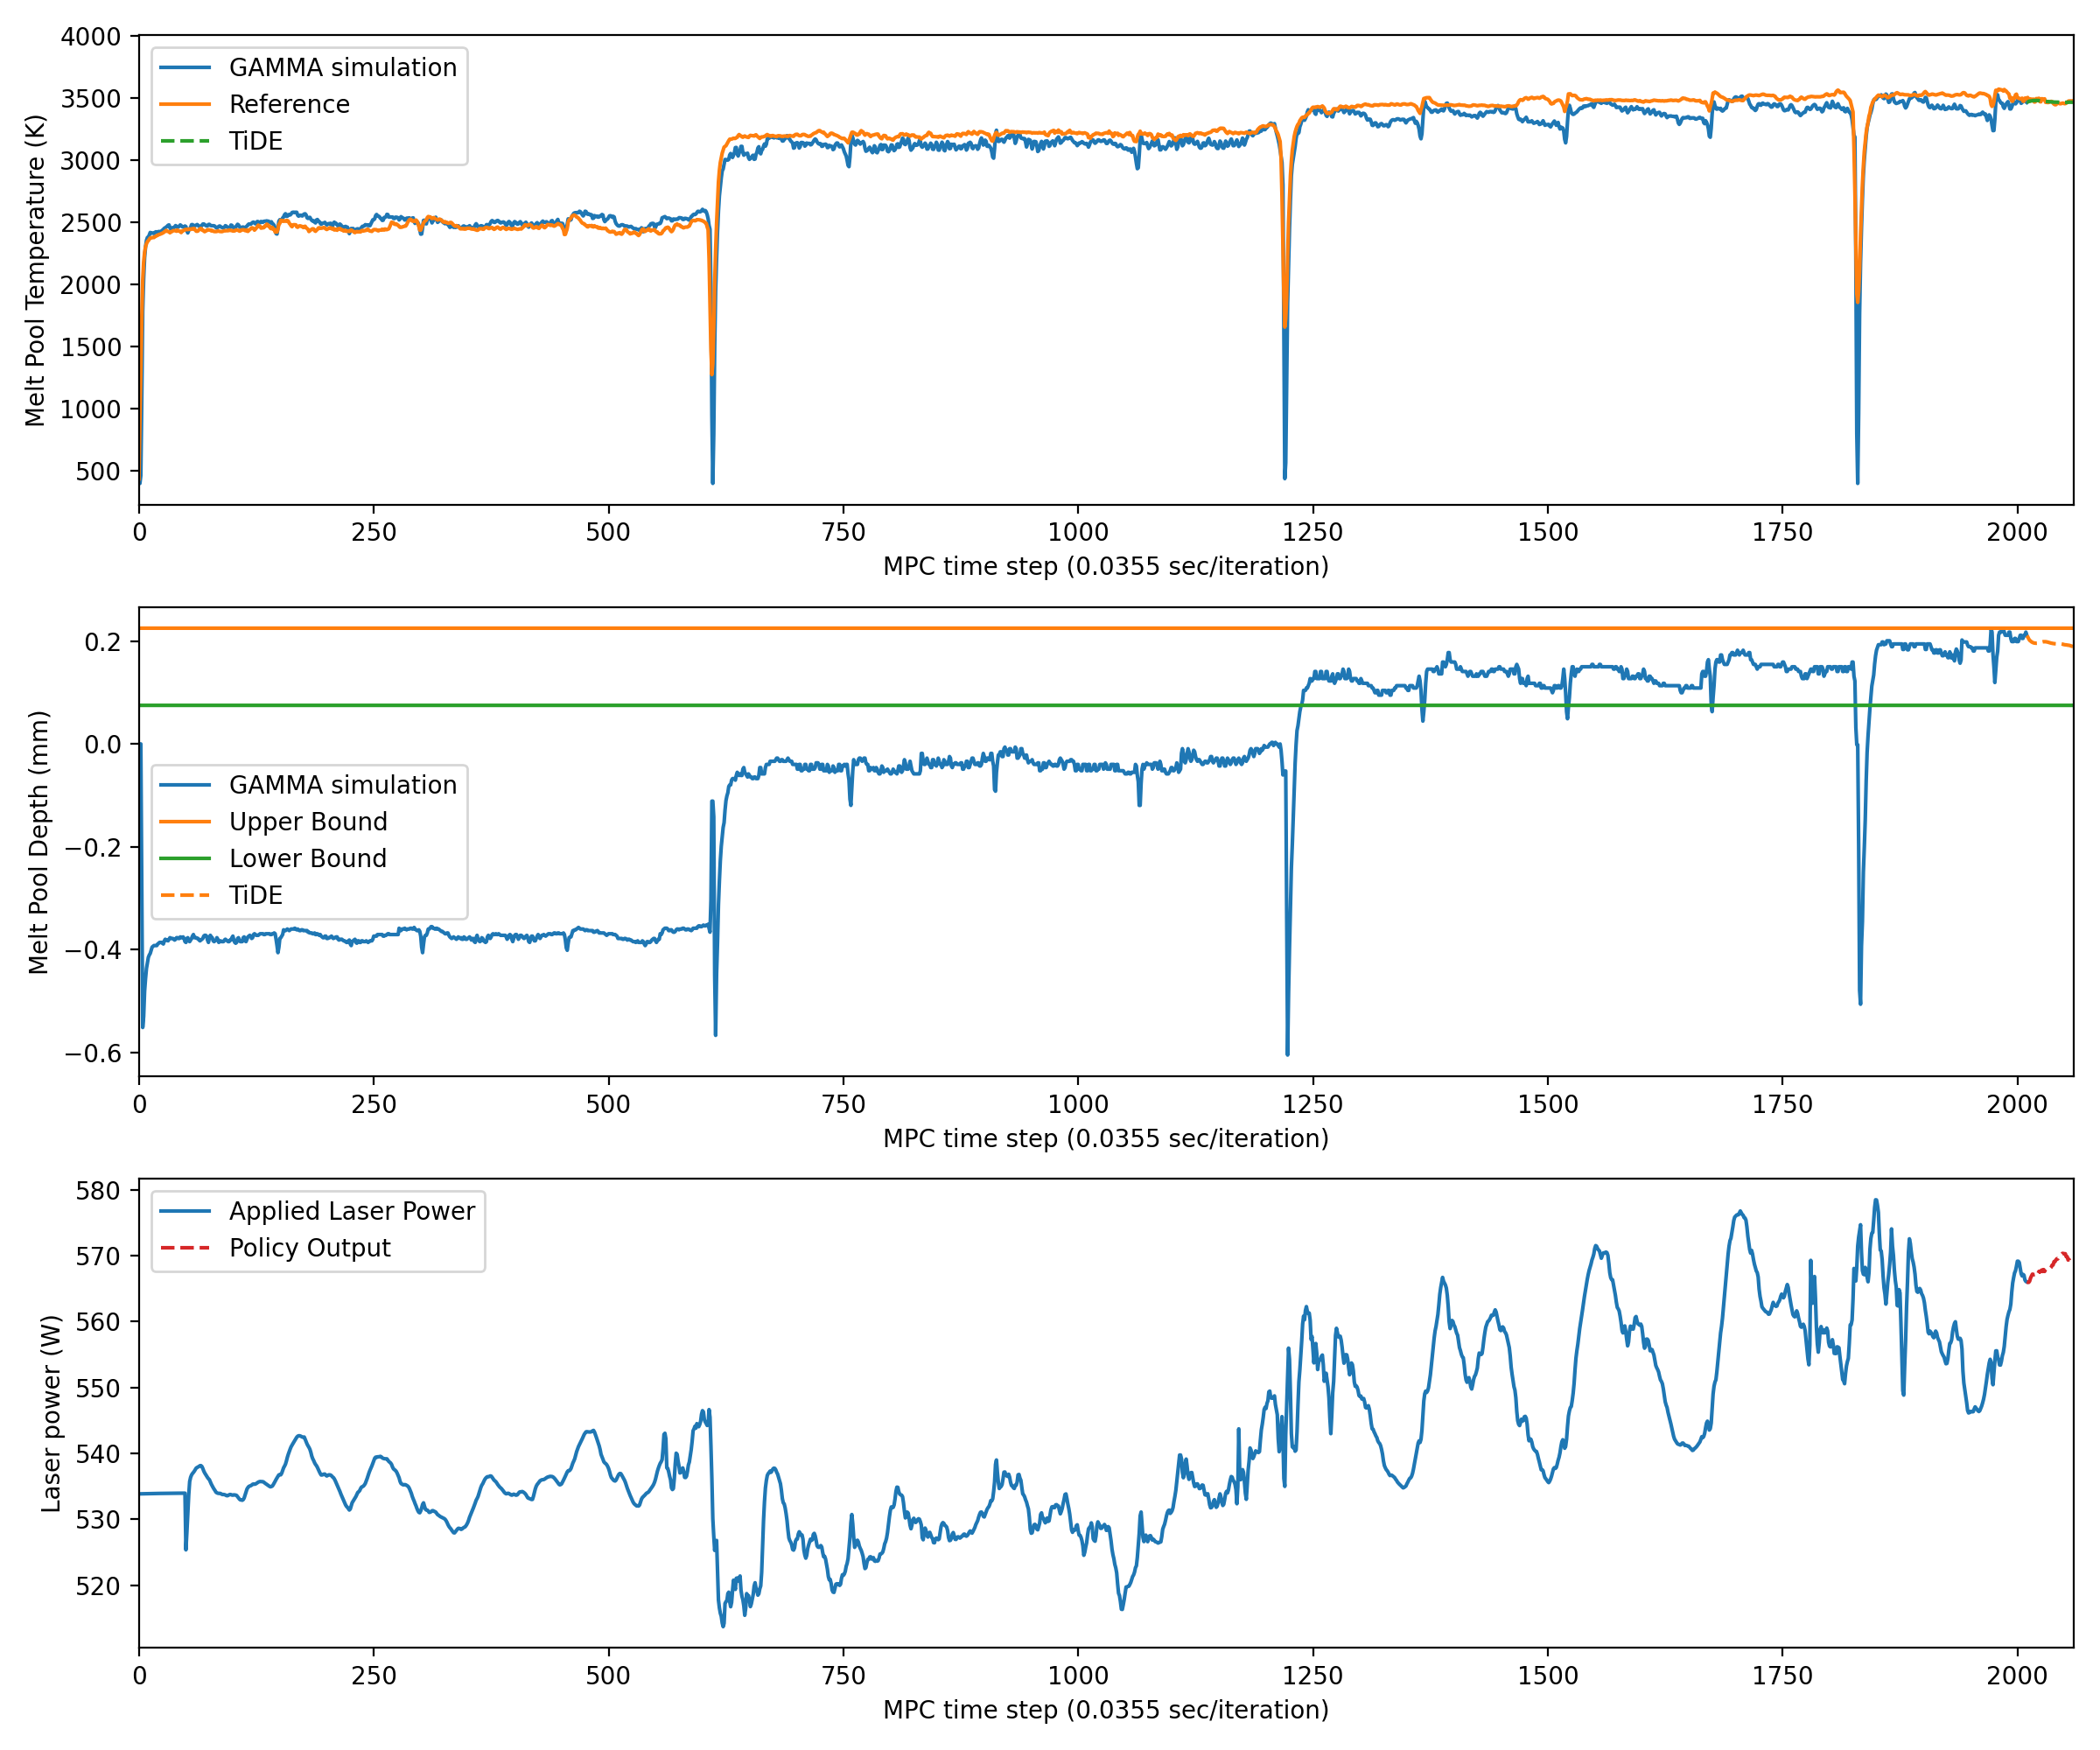 4000
3500
3000
2500
2000
1500
1000
500
Melt Pool Temperature (K)
GAMMA simulation
Reference
TiDE
0 250 500 750 1000 1250 1500 1750 2000
MPC time step (0.0355 sec/iteration)
0.2
0.0
−0.2
−0.4
−0.6
Melt Pool Depth (mm)
GAMMA simulation
Upper Bound
Lower Bound
TiDE
0 250 500 750 1000 1250 1500 1750 2000
MPC time step (0.0355 sec/iteration)
580
570
560
550
540
530
520
Laser power (W)
Applied Laser Power
Policy Output
0 250 500 750 1000 1250 1500 1750 2000
MPC time step (0.0355 sec/iteration)